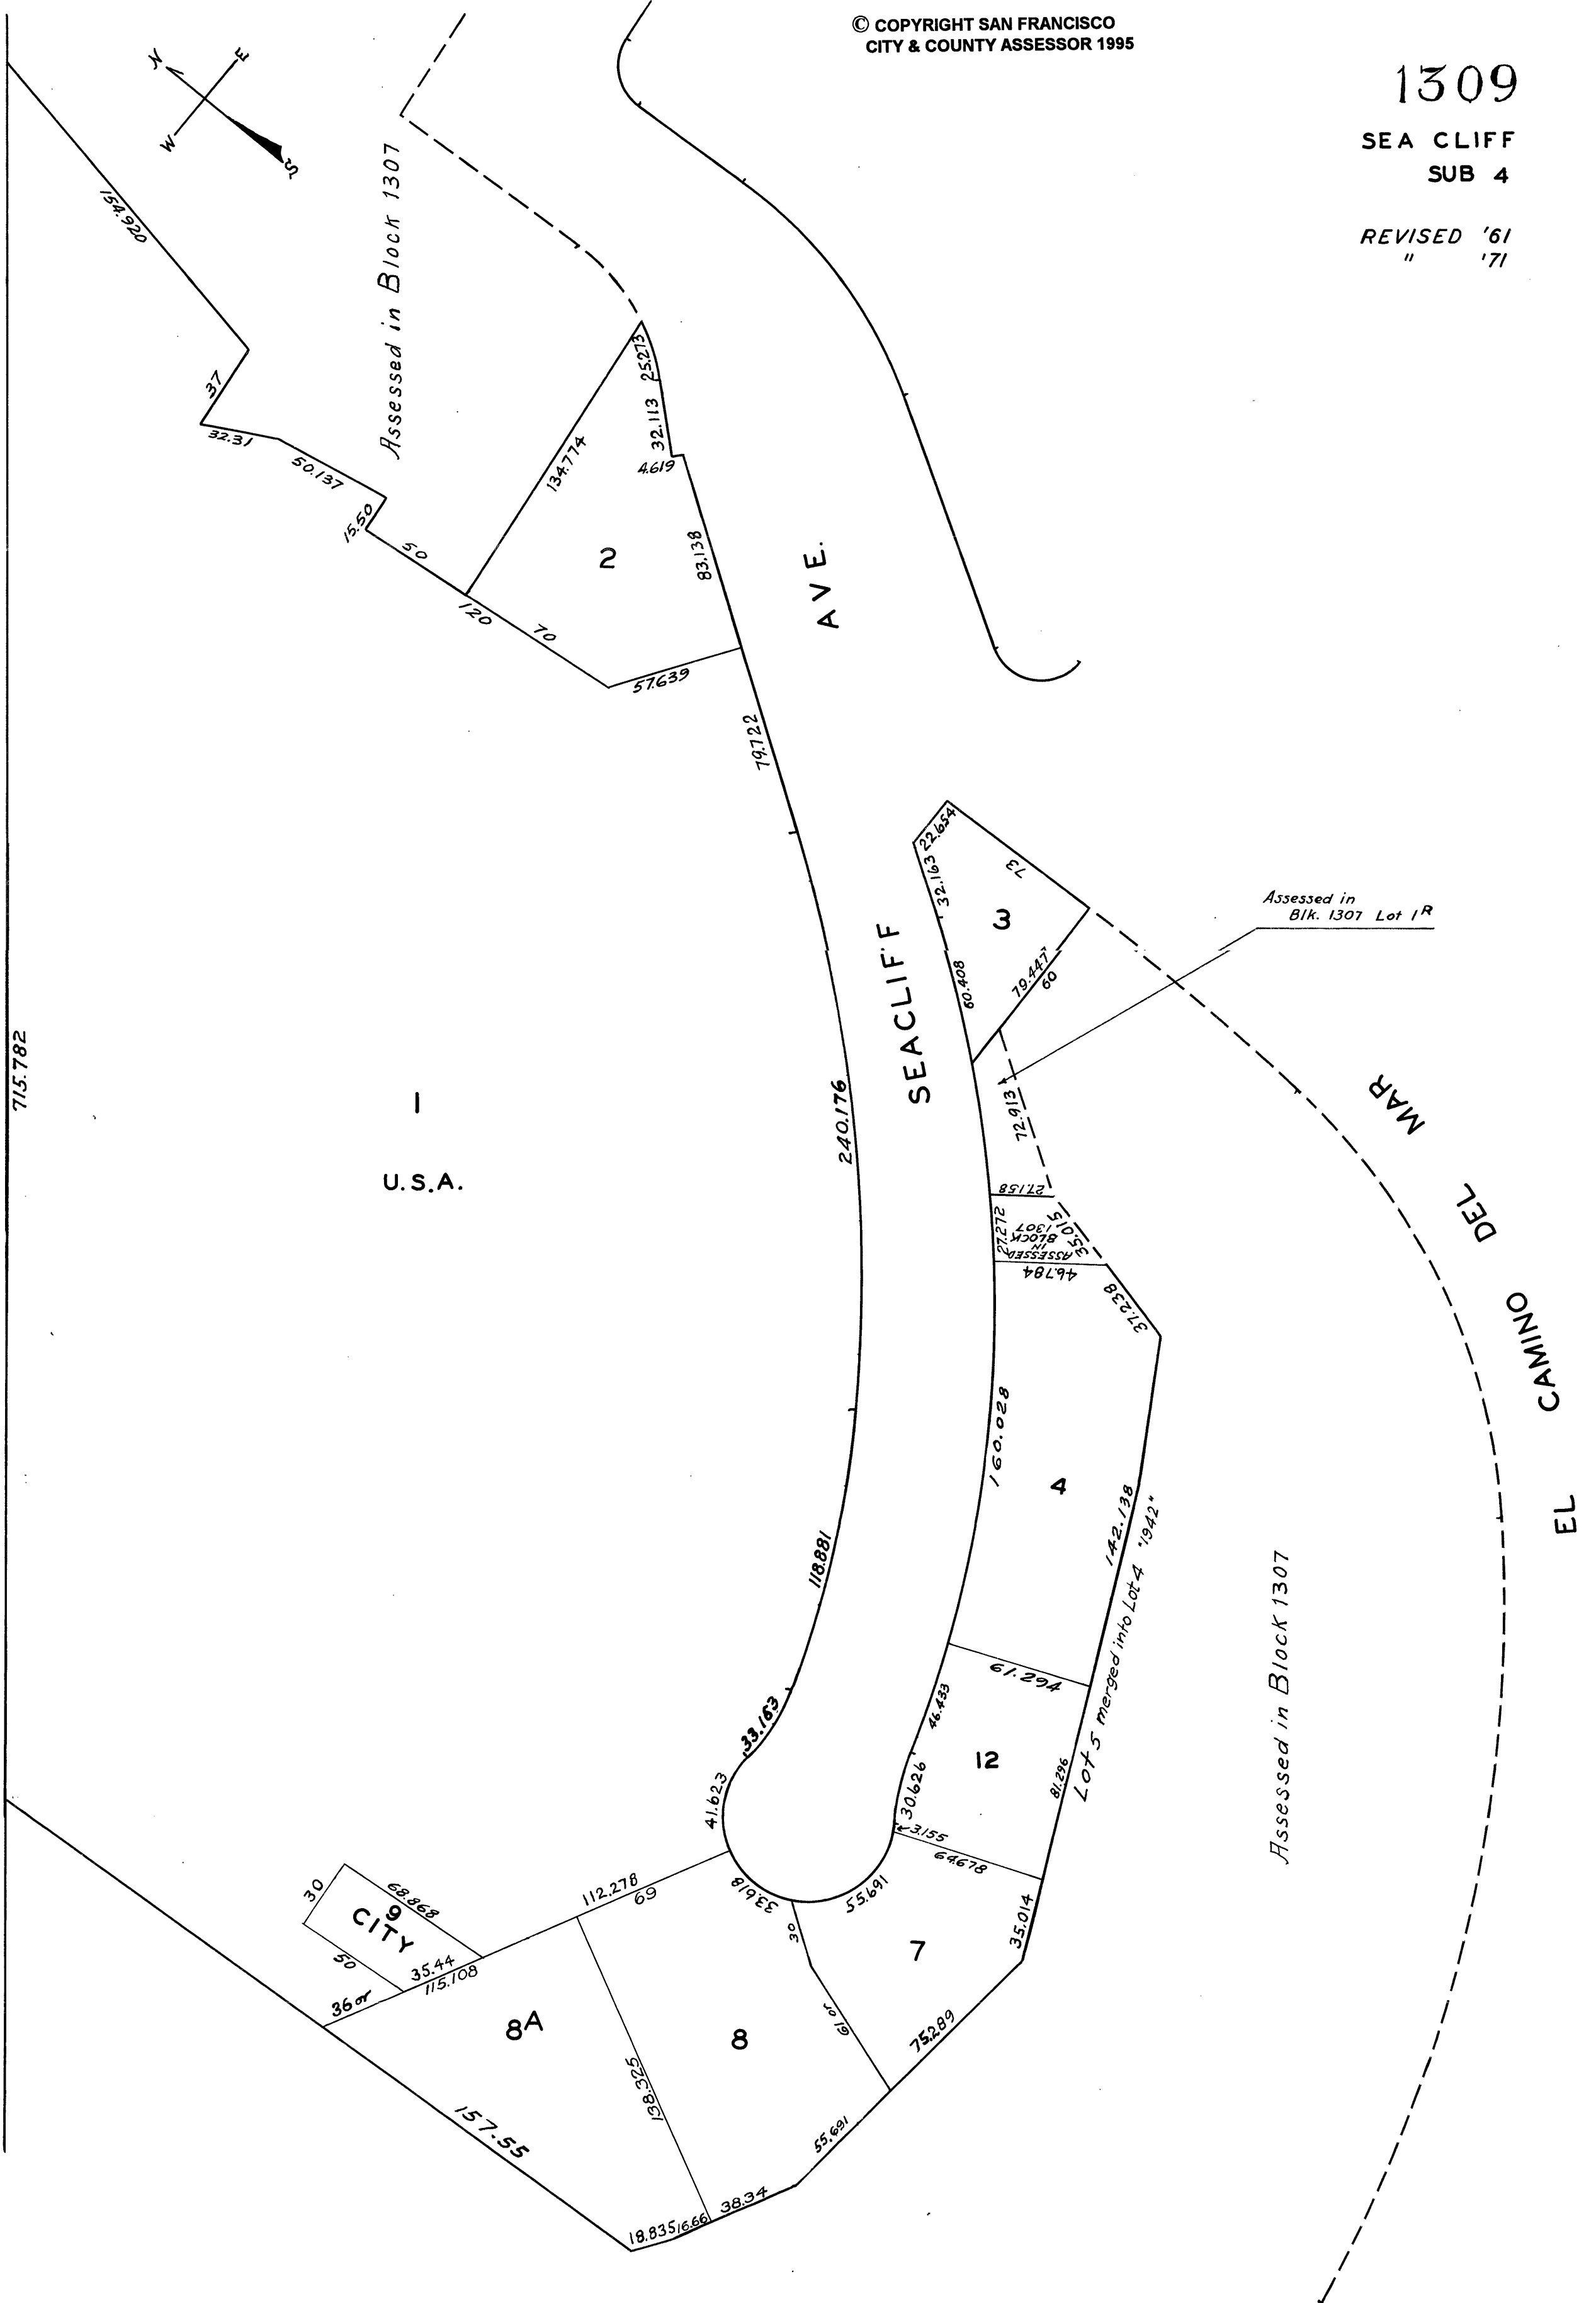 © COPYRIGHT SAN FRANCISCO
CITY & COUNTY ASSESSOR 1995
1309
SEA CLIFF
SUB 4
REVISED '61
" '71
N
E
W
S
154.920
Assessed in Block 1307
37
32.31
50.137
15.50
50
120
70
134.774
25.273
32.113
4.619
2
83.138
57.639
79.722
AVE.
SEACLIFF
22.654
73
32.163
3
60.408
79.447
60
Assessed in
Blk. 1307 Lot 1R
72.913
27.158
27.272
ASSESSED
IN
BLOCK
1307
35.015
46.784
37.238
715.782
1
U.S.A.
240.176
160.028
4
142.138
118.881
Lot 5 merged into Lot 4 "1942"
EL CAMINO DEL MAR
Assessed in Block 1307
61.294
46.433
33.163
12
81.296
41.623
30.626
3.155
64.678
33.618
55.691
112.278
69
30
68.868
9
CITY
50
35.44
115.108
36 or
30
7
35.014
8A
8
61 or
75.289
138.325
157.55
55.691
38.34
18.835
16.66